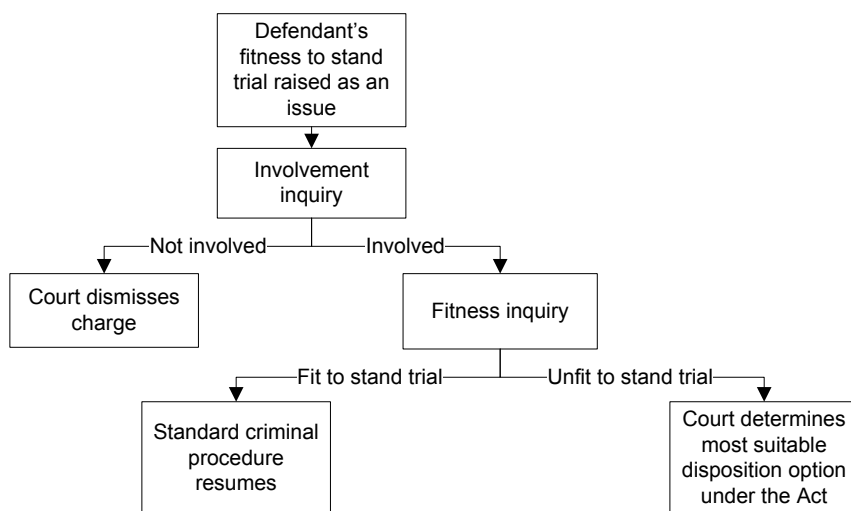 Defendant's
fitness to stand
trial raised as an
issue
Involvement
inquiry
Not involved
Involved
Court dismisses
charge
Fitness inquiry
Fit to stand trial
Unfit to stand trial
Standard criminal
procedure
resumes
Court determines
most suitable
disposition option
under the Act